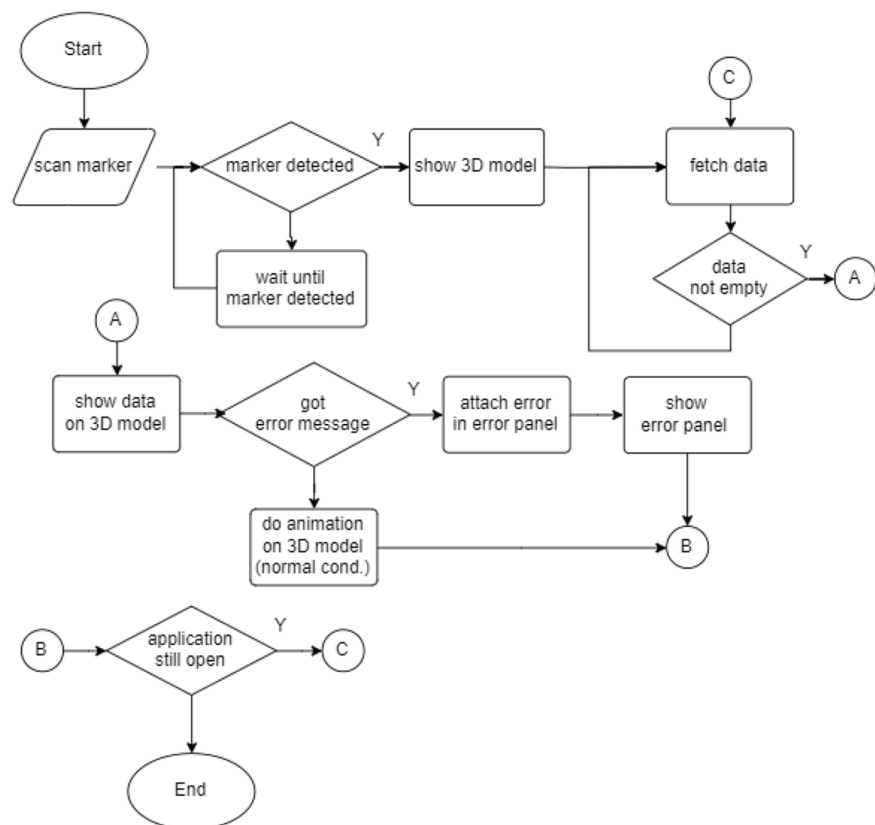 Start
C
scan marker
marker detected
Y
show 3D model
fetch data
wait until
marker detected
data
not empty
Y
A
A
show data
on 3D model
got
error message
Y
attach error
in error panel
show
error panel
do animation
on 3D model
(normal cond.)
B
B
application
still open
Y
C
End